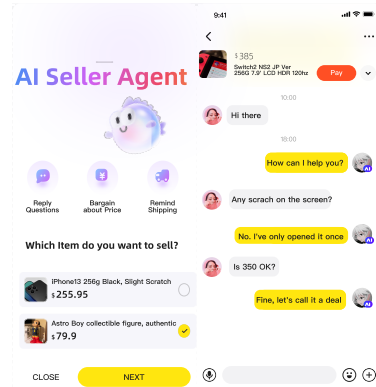 AI Seller Agent
Reply
Questions
Bargain
about Price
Remind
Shipping
Which Item do you want to sell?
iPhone13 256g Black, Slight Scratch
$255.95
Astro Boy collectible figure, authentic
$79.9
CLOSE
NEXT
9:41
$385
Switch2 NS2 JP Ver
256G 7.9' LCD HDR 120hz
Pay
10:00
Hi there
18:00
How can I help you?
AI
Any scrach on the screen?
No. I've only opened it once
AI
Is 350 OK?
Fine, let's call it a deal
AI